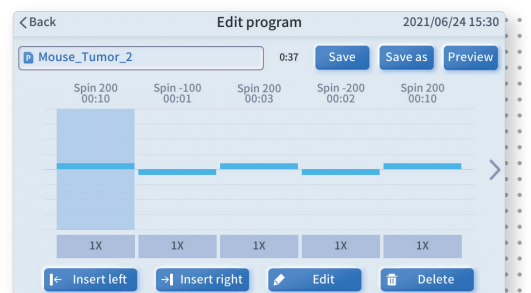 Back Edit program 2021/06/24 15:30
P Mouse_Tumor_2 0:37 Save Save as Preview
Spin 200 Spin -100 Spin 200 Spin -200 Spin 200
00:10 00:01 00:03 00:02 00:10
1X 1X 1X 1X 1X
Insert left Insert right Edit Delete